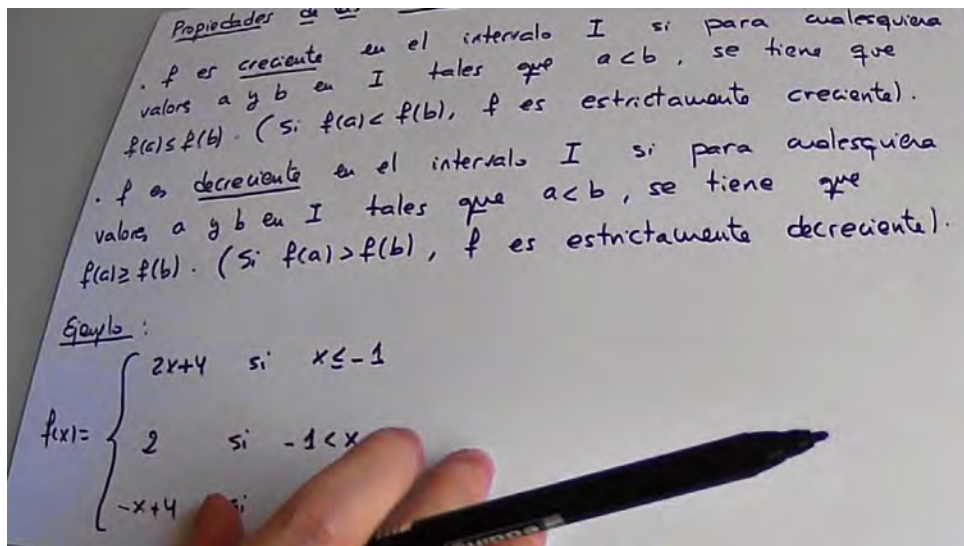 Propiedades de
. f es creciente en el intervalo I si para cualesquiera
valores a y b en I tales que a<b, se tiene que
f(a)≤f(b). (Si f(a)<f(b), f es estrictamente creciente).
. f es decreciente en el intervalo I si para cualesquiera
valores a y b en I tales que a<b, se tiene que
f(a)≥f(b). (Si f(a)>f(b), f es estrictamente decreciente).
Ejemplo:
2x+4 si x≤-1
f(x)= { 2 si -1<x
-x+4 si